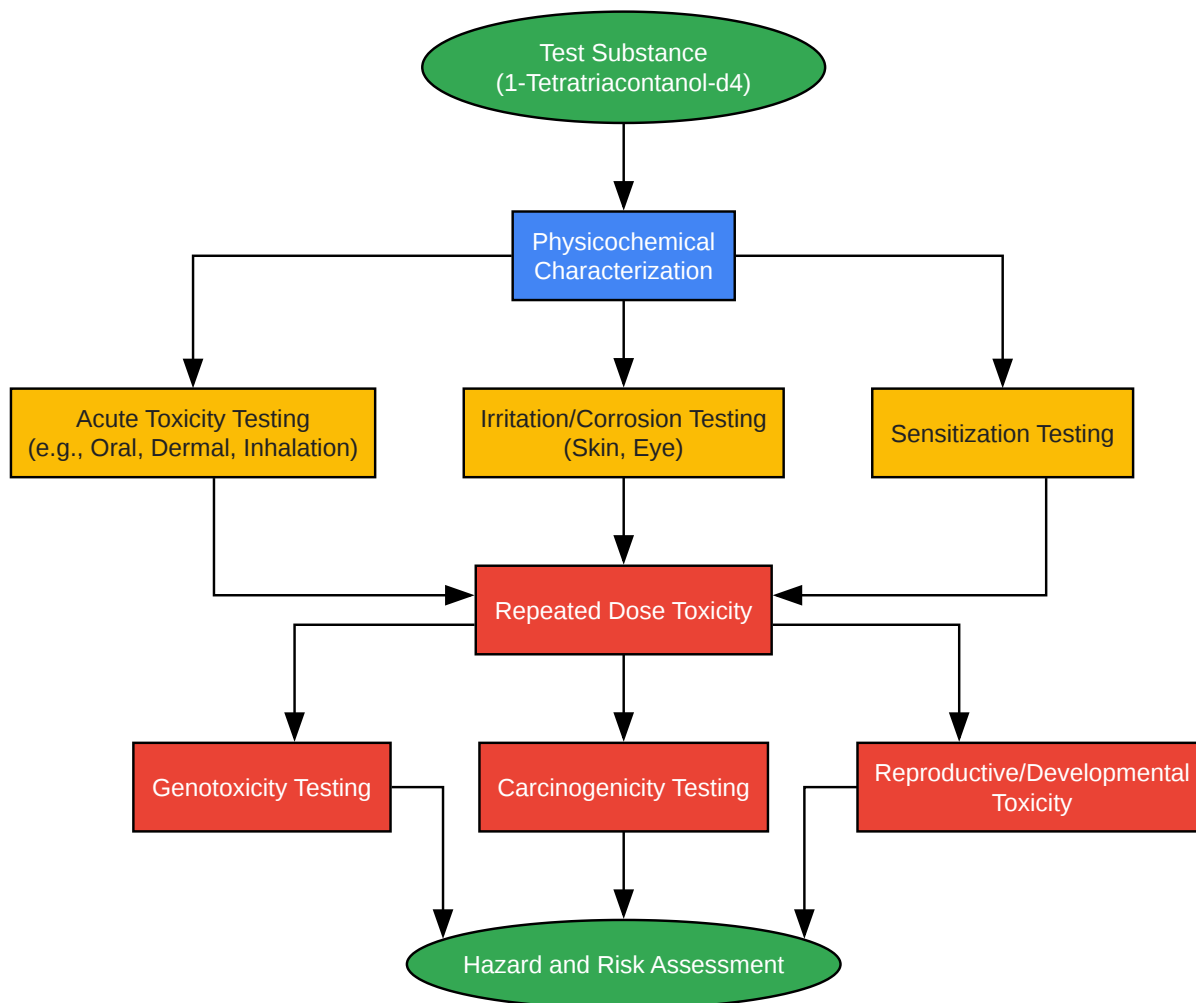 Test Substance
(1-Tetratriacontanol-d4)
Physicochemical
Characterization
Acute Toxicity Testing
(e.g., Oral, Dermal, Inhalation)
Irritation/Corrosion Testing
(Skin, Eye)
Sensitization Testing
Repeated Dose Toxicity
Genotoxicity Testing
Carcinogenicity Testing
Reproductive/Developmental
Toxicity
Hazard and Risk Assessment